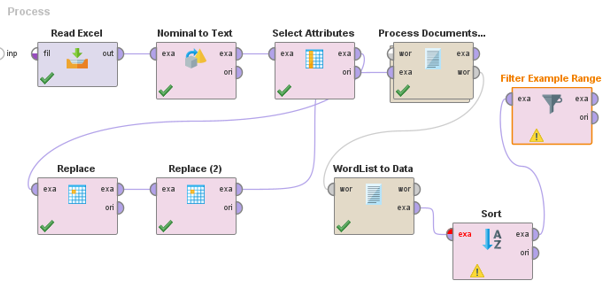 Process
inp
Read Excel
fil out
Nominal to Text
exa exa
ori
Select Attributes
exa exa
ori
Process Documents...
wor exa
exa wor
Filter Example Range
exa exa
ori
Replace
exa exa
ori
Replace (2)
exa exa
ori
WordList to Data
wor wor
exa
Sort
exa exa
ori
A
Z